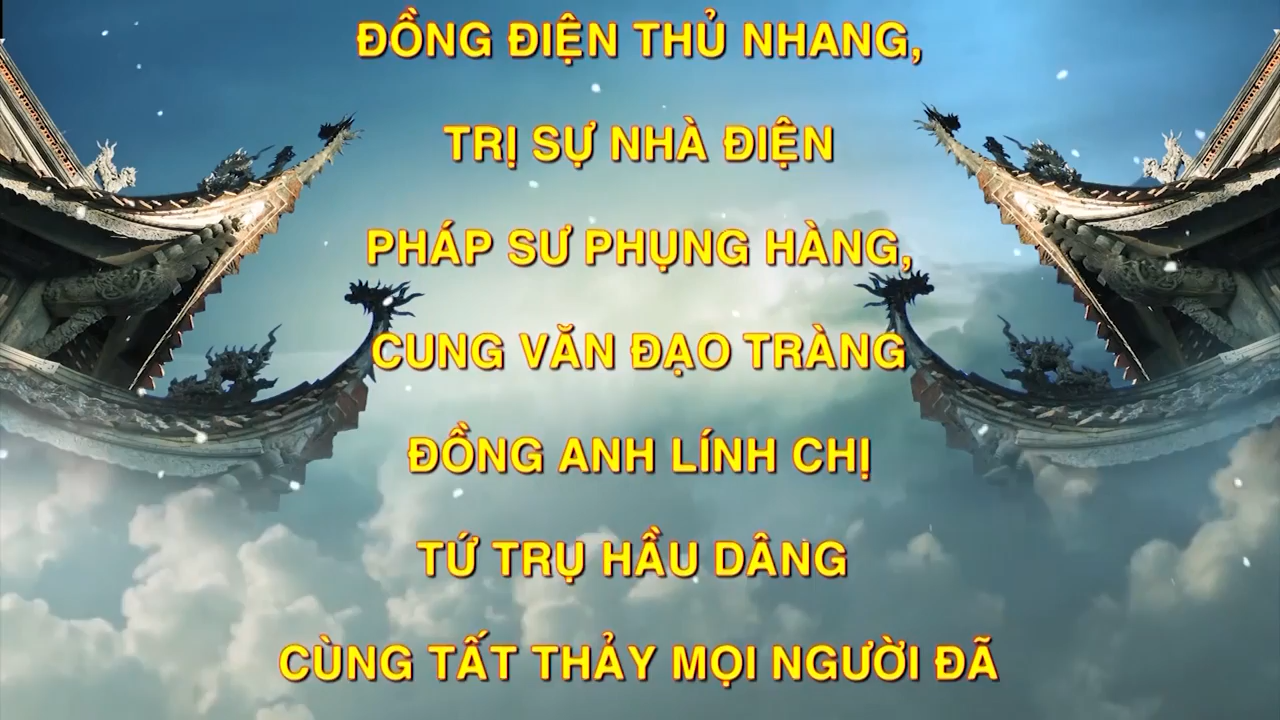 ĐỒNG ĐIỆN THỦ NHANG,
TRỊ SỰ NHÀ ĐIỆN
PHÁP SƯ PHỤNG HÀNG,
CUNG VĂN ĐẠO TRÀNG
ĐỒNG ANH LÍNH CHỊ
TỨ TRỤ HẦU DÂNG
CÙNG TẤT THẢY MỌI NGƯỜI ĐÃ